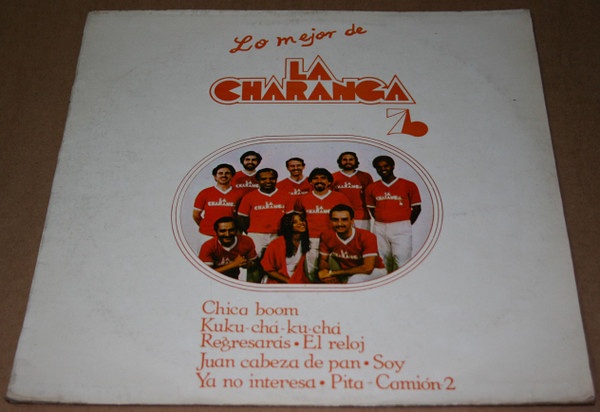 Lo mejor de
LA
CHARANGA
76
Chica boom
Kuku-chá-ku-chá
Regresarás • El reloj
Juan cabeza de pan • Soy
Ya no interesa • Pita - Camión-2